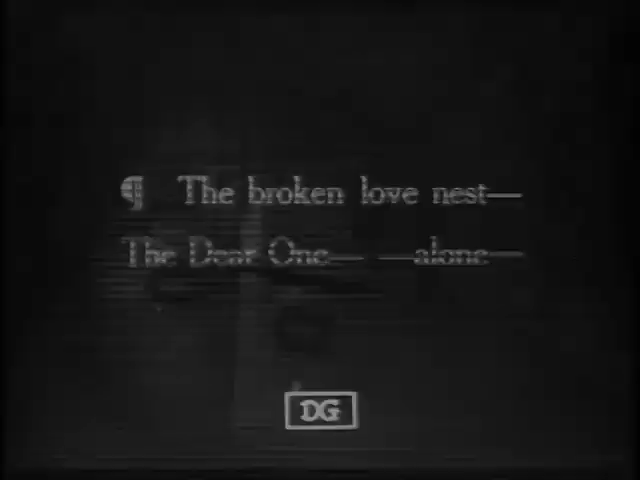 ¶ The broken love nest—
The Dear One— —alone—
DG